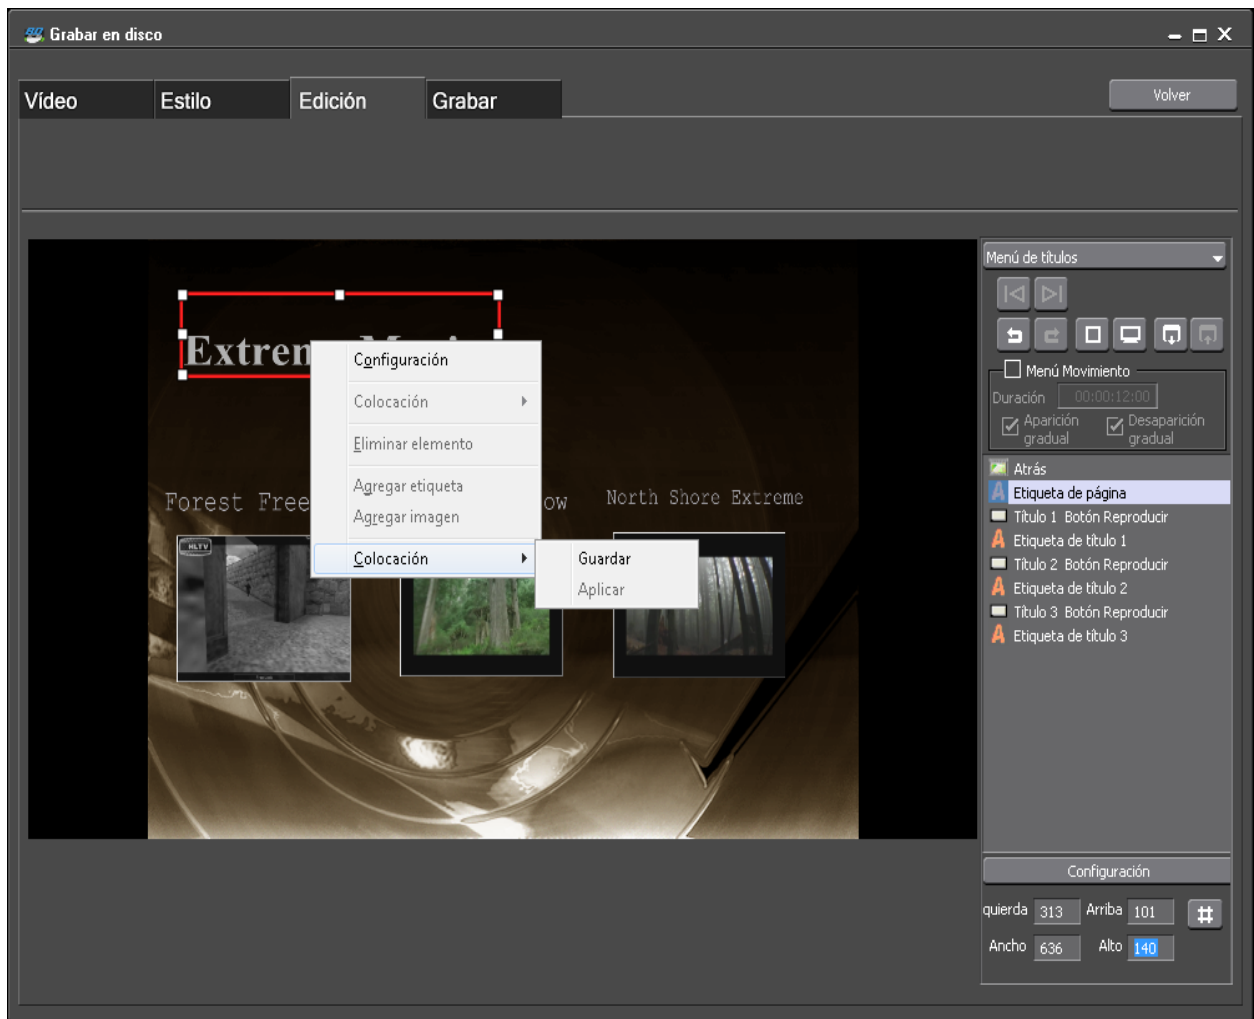 Grabar en disco
Vídeo Estilo Edición Grabar Volver
Menú de títulos
Menú Movimiento
Duración 00:00:12:00
Aparición gradual
Desaparición gradual
Extrem
Configuración
Colocación
Eliminar elemento
Agregar etiqueta
Agregar imagen
Colocación
Guardar
Aplicar
Forest Free
ow
North Shore Extreme
HLTV
Atrás
Etiqueta de página
Título 1 Botón Reproducir
Etiqueta de título 1
Título 2 Botón Reproducir
Etiqueta de título 2
Título 3 Botón Reproducir
Etiqueta de título 3
Configuración
quierda 313 Arriba 101
Ancho 636 Alto 140